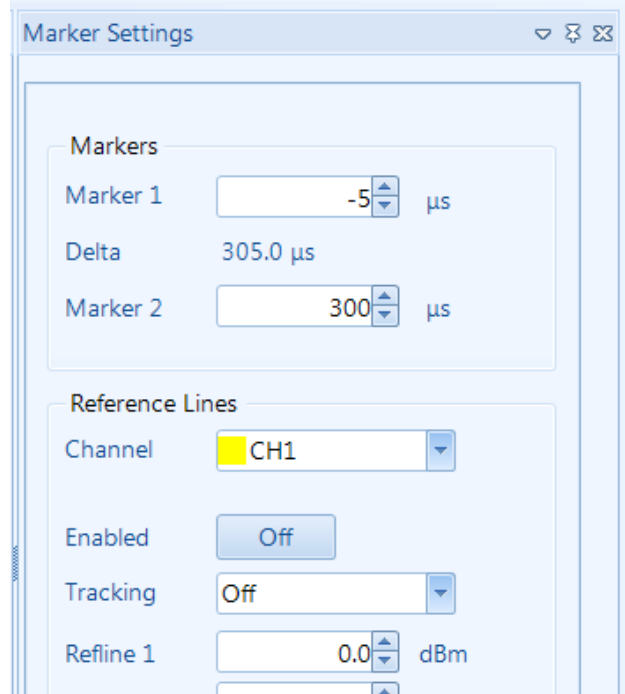 Marker Settings
Markers
Marker 1 -5 µs
Delta 305.0 µs
Marker 2 300 µs
Reference Lines
Channel CH1
Enabled Off
Tracking Off
Refline 1 0.0 dBm